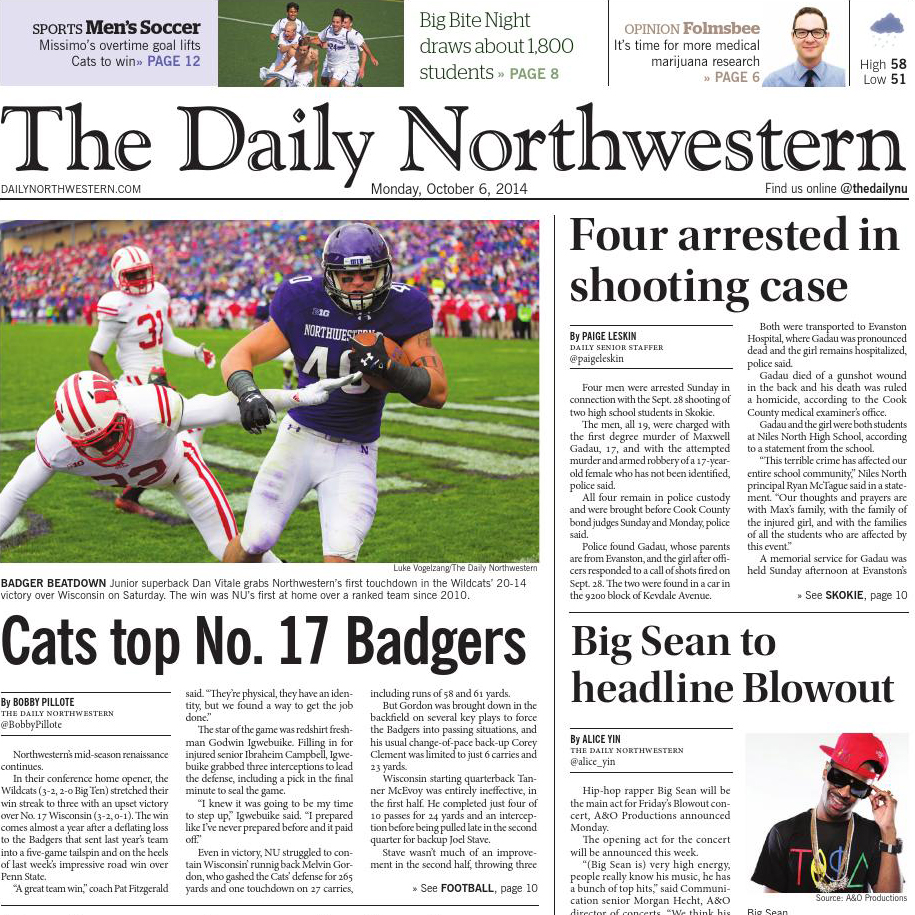 SPORTS Men's Soccer
Missimo's overtime goal lifts
Cats to win» PAGE 12
Big Bite Night
draws about 1,800
students » PAGE 8
OPINION Folmsbee
It's time for more medical
marijuana research
» PAGE 6
High 58
Low 51
The Daily Northwestern
DAILYNORTHWESTERN.COM
Monday, October 6, 2014
Find us online @thedailynu
31
B1G
NORTHWESTERN
40
Luke Vogelzang/The Daily Northwestern
BADGER BEATDOWN Junior superback Dan Vitale grabs Northwestern's first touchdown in the Wildcats' 20-14
victory over Wisconsin on Saturday. The win was NU's first at home over a ranked team since 2010.
Cats top No. 17 Badgers
By BOBBY PILLOTE
THE DAILY NORTHWESTERN
@BobbyPillote
Northwestern's mid-season renaissance
continues.
In their conference home opener, the
Wildcats (3-2, 2-0 Big Ten) stretched their
win streak to three with an upset victory
over No. 17 Wisconsin (3-2, 0-1). The win
comes almost a year after a deflating loss
to the Badgers that sent last year's team
into a five-game tailspin and on the heels
of last week's impressive road win over
Penn State.
"A great team win," coach Pat Fitzgerald
said. "They're physical, they have an iden-
tity, but we found a way to get the job
done."
The star of the game was redshirt fresh-
man Godwin Igwebuike. Filling in for
injured senior Ibraheim Campbell, Igwe-
buike grabbed three interceptions to lead
the defense, including a pick in the final
minute to seal the game.
"I knew it was going to be my time
to step up," Igwebuike said. "I prepared
like I've never prepared before and it paid
off."
Even in victory, NU struggled to con-
tain Wisconsin' runnig back Melvin Gor-
don, who gashed the Cats' defense for 265
yards and one touchdown on 27 carries,
including runs of 58 and 61 yards.
But Gordon was brought down in the
backfield on several key plays to force
the Badgers into passing situations, and
his usual change-of-pace back-up Corey
Clement was limited to just 6 carries and
23 yards.
Wisconsin starting quarterback Tan-
ner McEvoy was entirely ineffective, in
the first half. He completed just four of
10 passes for 24 yards and an intercep-
tion before being pulled late in the second
quarter for backup Joel Stave.
Stave wasn't much of an improve-
ment in the second half, throwing three
» See FOOTBALL, page 10
Four arrested in
shooting case
By PAIGE LESKIN
DAILY SENIOR STAFFER
@paigeleskin
Four men were arrested Sunday in
connection with the Sept. 28 shooting of
two high school students in Skokie.
The men, all 19, were charged with
the first degree murder of Maxwell
Gadau, 17, and with the attempted
murder and armed robbery of a 17-year-
old female who has not been identified,
police said.
All four remain in police custody
and were brought before Cook County
bond judges Sunday and Monday, police
said.
Police found Gadau, whose parents
are from Evanston, and the girl after offi-
cers responded to a call of shots fired on
Sept. 28. The two were found in a car in
the 9200 block of Kevdale Avenue.
Both were transported to Evanston
Hospital, where Gadau was pronounced
dead and the girl remains hospitalized,
police said.
Gadau died of a gunshot wound
in the back and his death was ruled
a homicide, according to the Cook
County medical examiner's office.
Gadau and the girl were both students
at Niles North High School, according
to a statement from the school.
"This terrible crime has affected our
entire school community," Niles North
principal Ryan McTague said in a state-
ment. "Our thoughts and prayers are
with Max's family, with the family of
the injured girl, and with the families
of all the students who are affected by
this event."
A memorial service for Gadau was
held Sunday afternoon at Evanston's
» See SKOKIE, page 10
Big Sean to
headline Blowout
By ALICE YIN
THE DAILY NORTHWESTERN
@alice_yin
Hip-hop rapper Big Sean will be
the main act for Friday's Blowout con-
cert, A&O Productions announced
Monday.
The opening act for the concert
will be announced this week.
"(Big Sean is) very high energy,
people really know his music, he has
a bunch of top hits," said Communi-
cation senior Morgan Hecht, A&O
director of concerts. "We think his
Source: A&O Productions
Big Sean